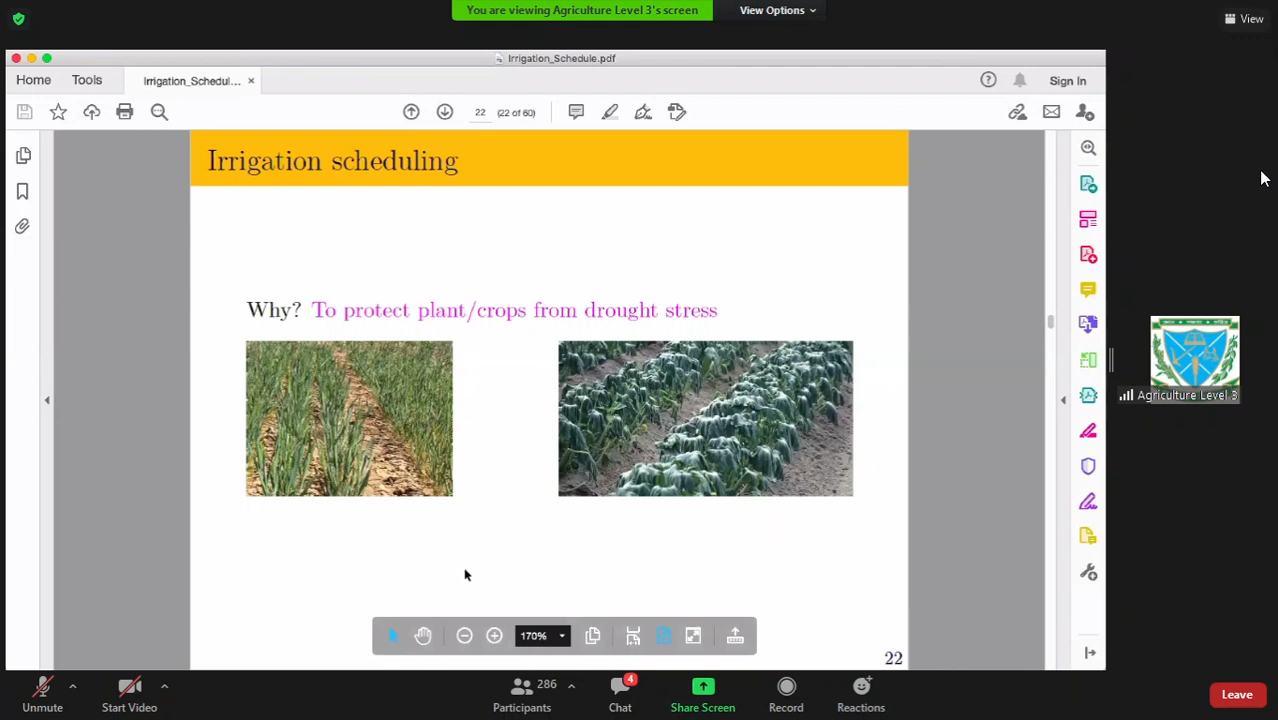 You are viewing Agriculture Level 3's screen
View Options
View
Irrigation_Schedule.pdf
Home
Tools
Irrigation_Schedul...
Sign In
22 (22 of 60)
Irrigation scheduling
Why? To protect plant/crops from drought stress
Agriculture Level 3
170%
22
Unmute
Start Video
286
Participants
4
Chat
Share Screen
Record
Reactions
Leave